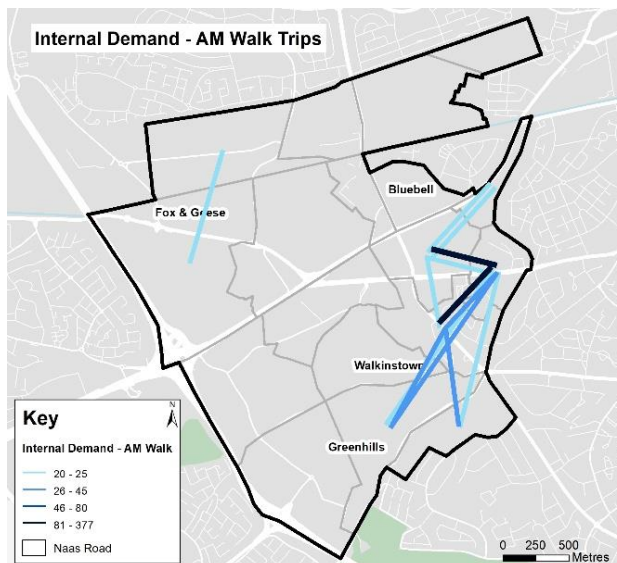 Internal Demand - AM Walk Trips
Bluebell
Fox & Geese
Walkinstown
Greenhills
Key
N
Internal Demand - AM Walk
20 - 25
26 - 45
46 - 80
81 - 377
Naas Road
0 250 500
Metres